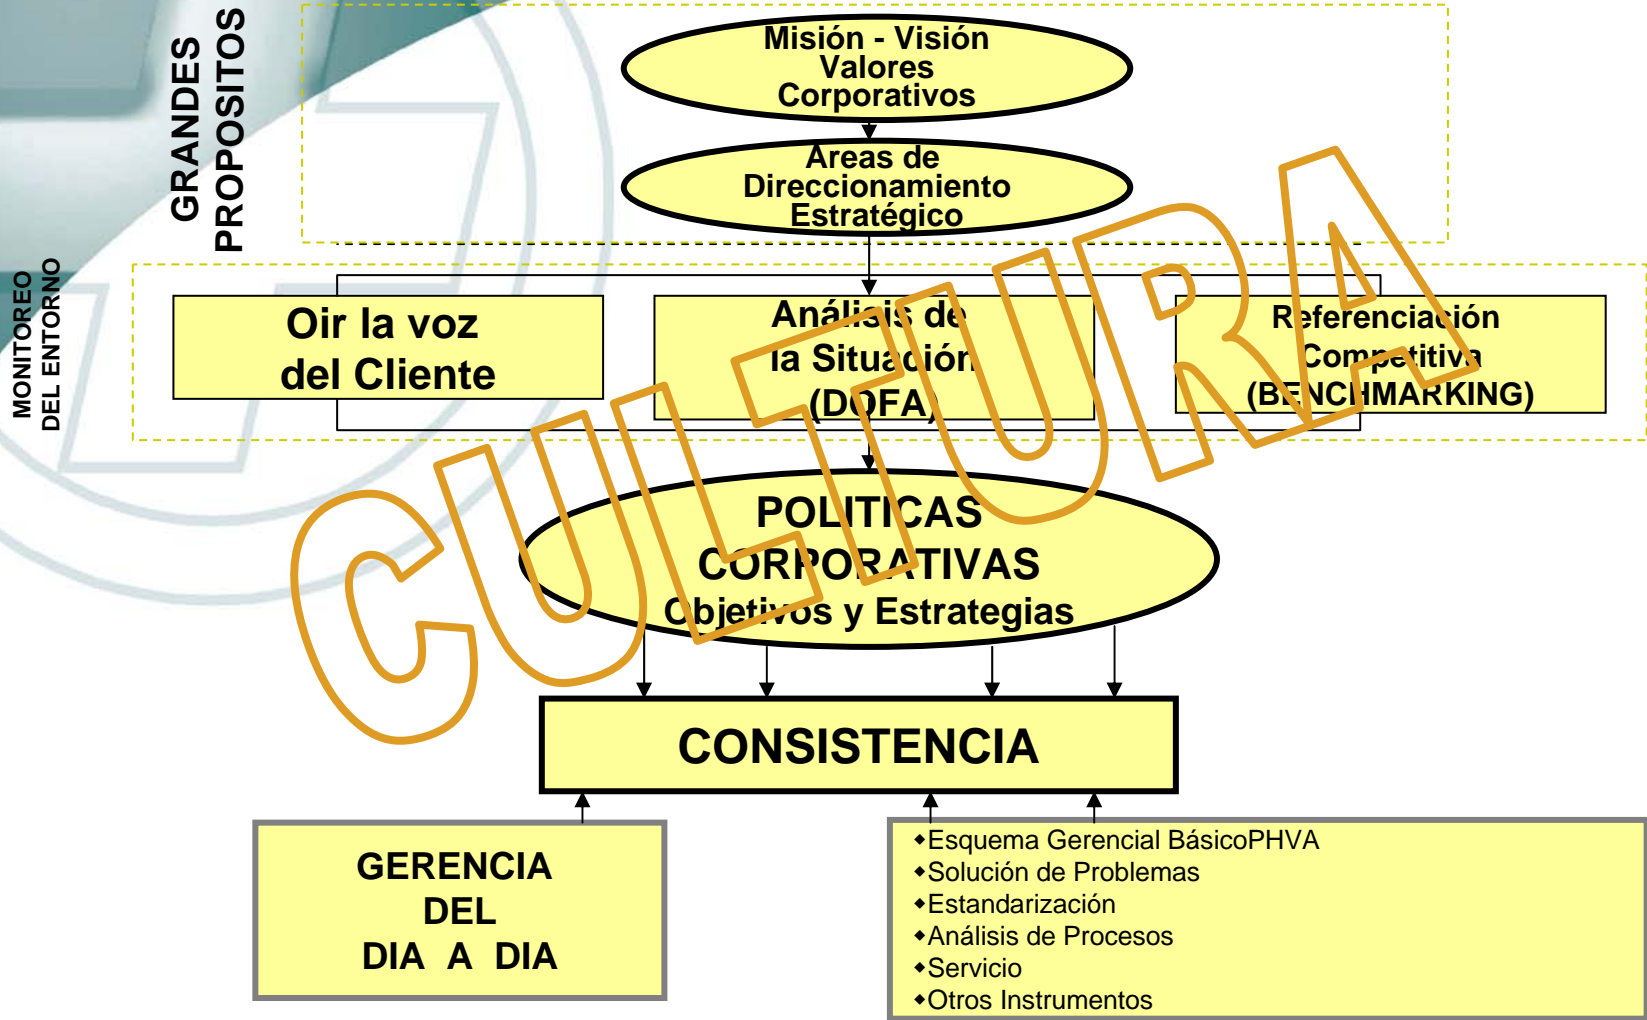 GRANDES
PROPOSITOS
Misión - Visión
Valores
Corporativos
Areas de
Direccionamiento
Estratégico
MONITOREO
DEL ENTORNO
Oir la voz
del Cliente
Análisis de
la Situación
(DOFA)
Referenciación
Competitiva
(BENCHMARKING)
CULTURA
POLITICAS
CORPORATIVAS
Objetivos y Estrategias
CONSISTENCIA
GERENCIA
DEL
DIA A DIA
◆Esquema Gerencial BásicoPHVA
◆Solución de Problemas
◆Estandarización
◆Análisis de Procesos
◆Servicio
◆Otros Instrumentos